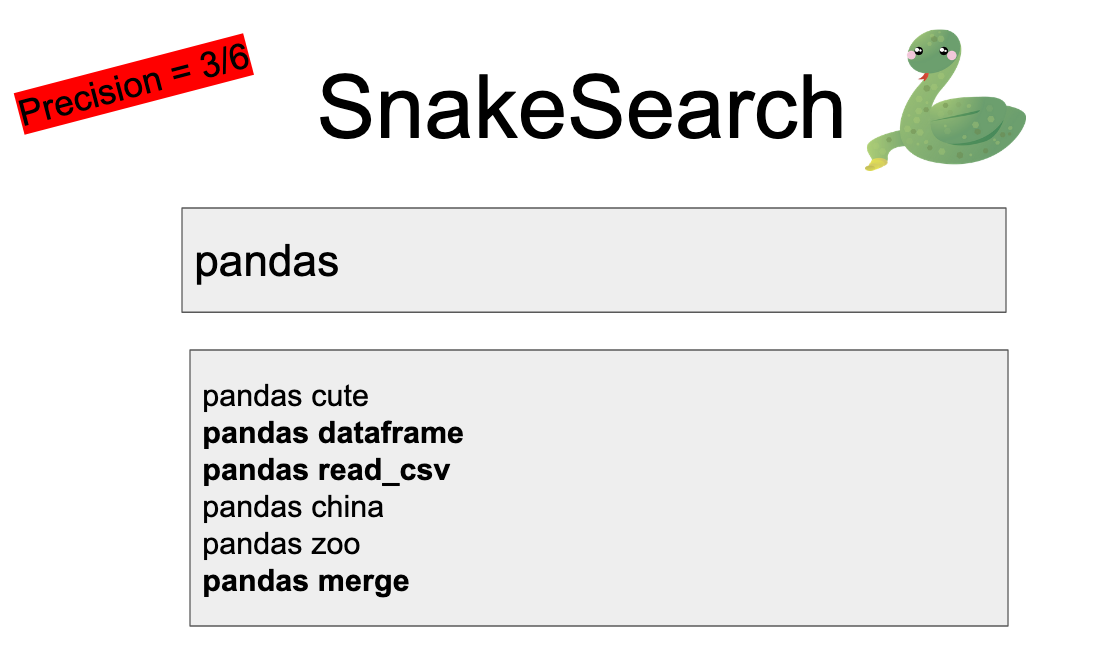 Precision = 3/6
SnakeSearch
pandas
pandas cute
pandas dataframe
pandas read_csv
pandas china
pandas zoo
pandas merge